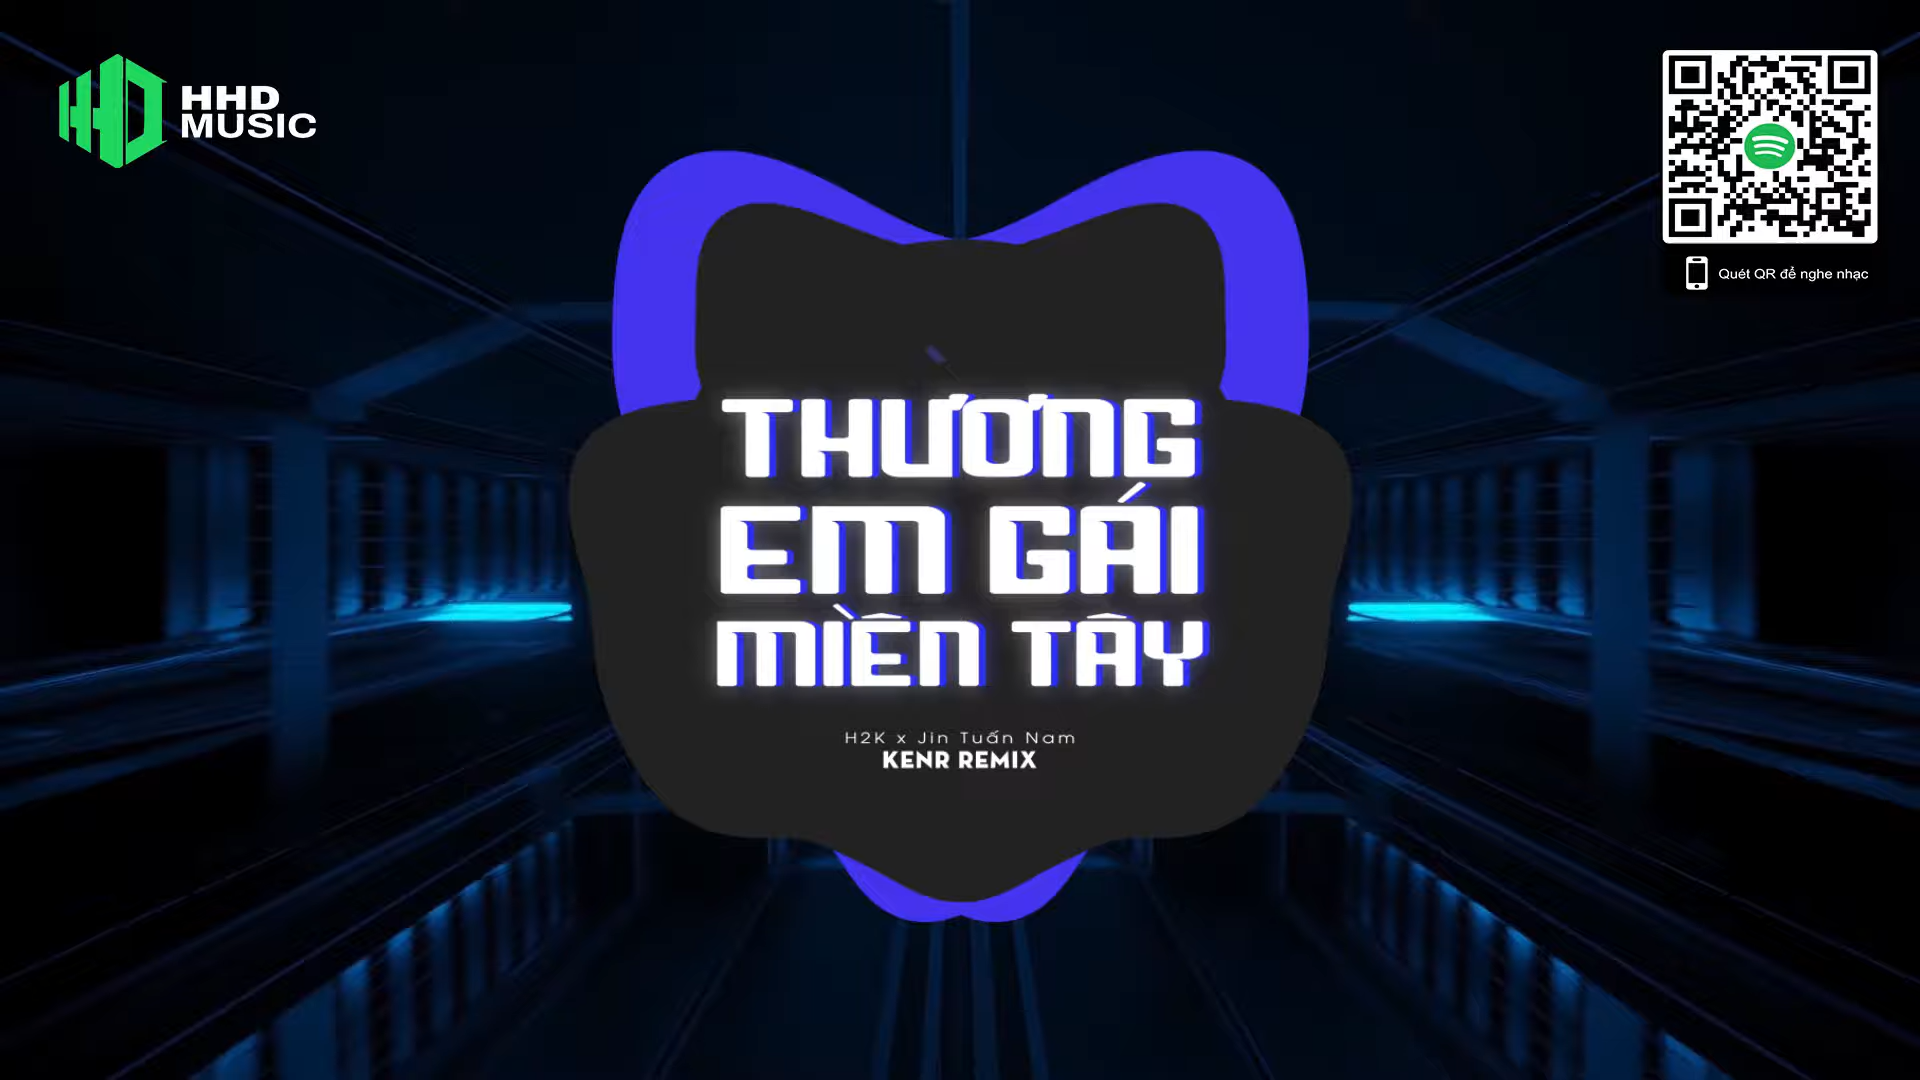 HHD
MUSIC
Quét QR để nghe nhạc
THƯƠNG
EM GÁI
MIỀN TÂY
H2K x Jin Tuấn Nam
KENR REMIX